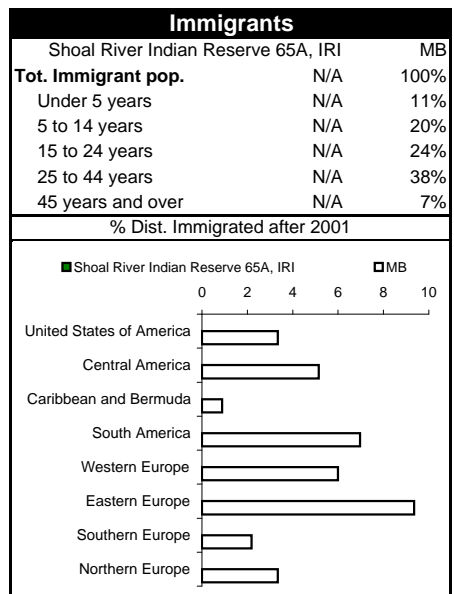 Immigrants
Shoal River Indian Reserve 65A, IRI MB
Tot. Immigrant pop. N/A 100%
Under 5 years N/A 11%
5 to 14 years N/A 20%
15 to 24 years N/A 24%
25 to 44 years N/A 38%
45 years and over N/A 7%
% Dist. Immigrated after 2001
Shoal River Indian Reserve 65A, IRI MB
0 2 4 6 8 10
United States of America
Central America
Caribbean and Bermuda
South America
Western Europe
Eastern Europe
Southern Europe
Northern Europe